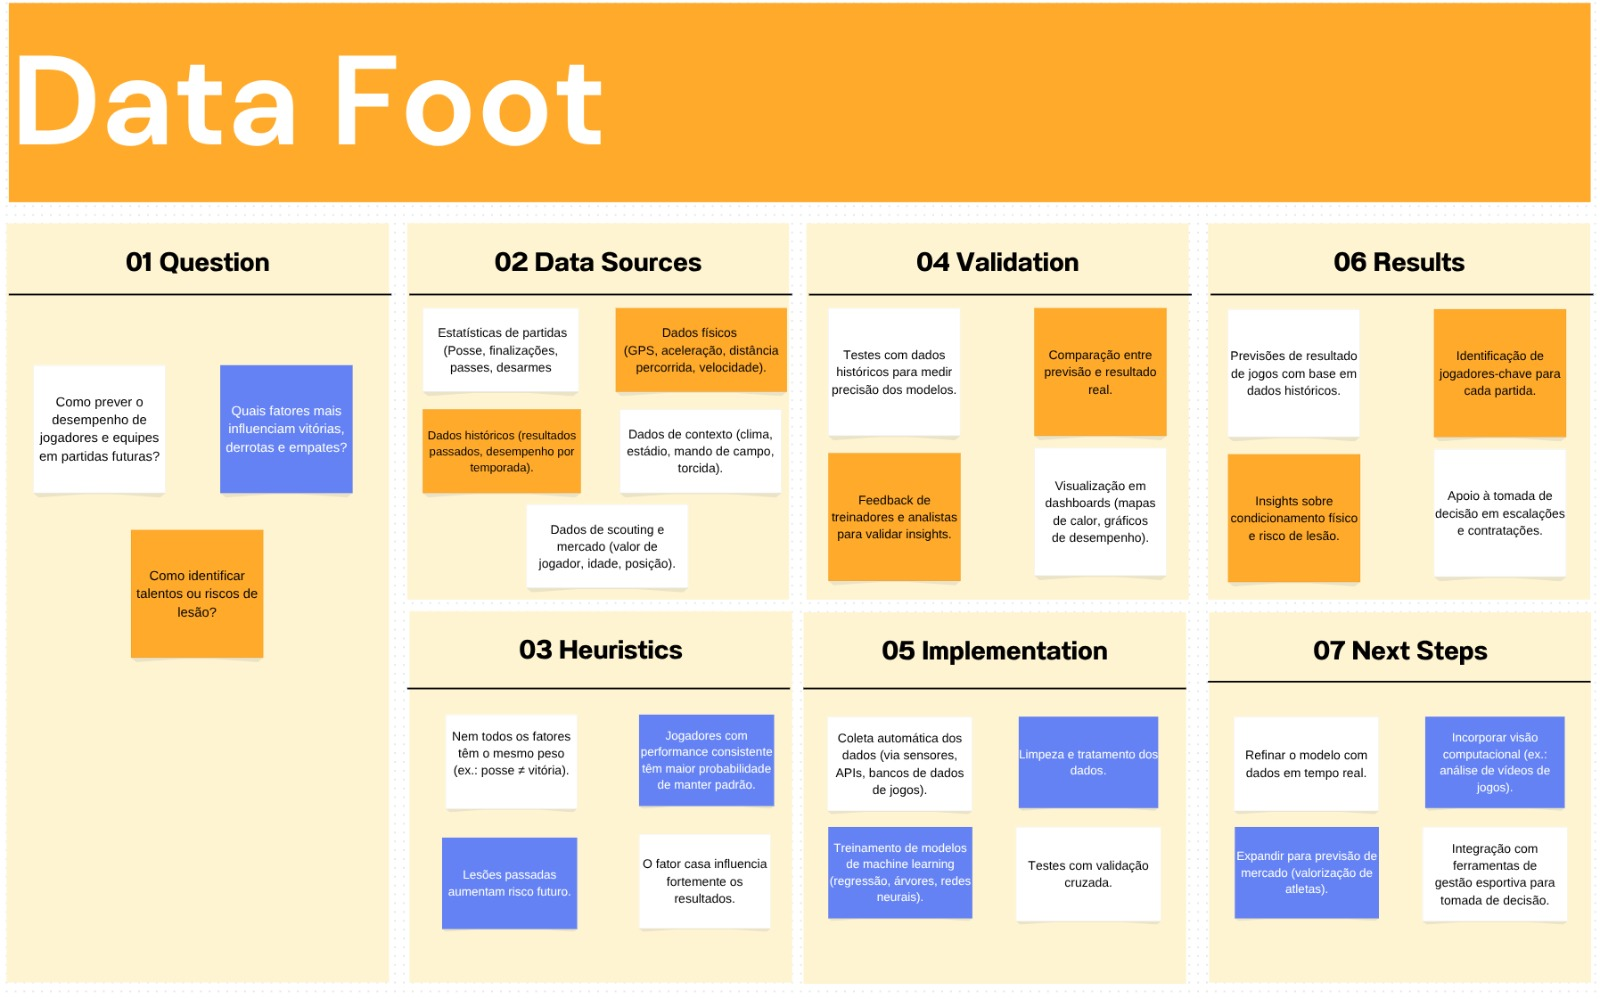 Data Foot
01 Question
Como prever o
desempenho de
jogadores e equipes
em partidas futuras?
Quais fatores mais
influenciam vitórias,
derrotas e empates?
Como identificar
talentos ou riscos de
lesão?
02 Data Sources
Estatísticas de partidas
(Posse, finalizações,
passes, desarmes
Dados físicos
(GPS, aceleração, distância
percorrida, velocidade).
Dados históricos (resultados
passados, desempenho por
temporada).
Dados de contexto (clima,
estádio, mando de campo,
torcida).
Dados de scouting e
mercado (valor de
jogador, idade, posição).
03 Heuristics
Nem todos os fatores
têm o mesmo peso
(ex.: posse ≠ vitória).
Jogadores com
performance consistente
têm maior probabilidade
de manter padrão.
Lesões passadas
aumentam risco futuro.
O fator casa influencia
fortemente os
resultados.
04 Validation
Testes com dados
históricos para medir
precisão dos modelos.
Comparação entre
previsão e resultado
real.
Feedback de
treinadores e analistas
para validar insights.
Visualização em
dashboards (mapas
de calor, gráficos
de desempenho).
05 Implementation
Coleta automática dos
dados (via sensores,
APIs, bancos de dados
de jogos).
Limpeza e tratamento dos
dados.
Treinamento de modelos
de machine learning
(regressão, árvores, redes
neurais).
Testes com validação
cruzada.
06 Results
Previsões de resultado
de jogos com base em
dados históricos.
Identificação de
jogadores-chave para
cada partida.
Insights sobre
condicionamento físico
e risco de lesão.
Apoio à tomada de
decisão em escalações
e contratações.
07 Next Steps
Refinar o modelo com
dados em tempo real.
Incorporar visão
computacional (ex.:
análise de vídeos de
jogos).
Expandir para previsão de
mercado (valorização de
atletas).
Integração com
ferramentas de
gestão esportiva para
tomada de decisão.